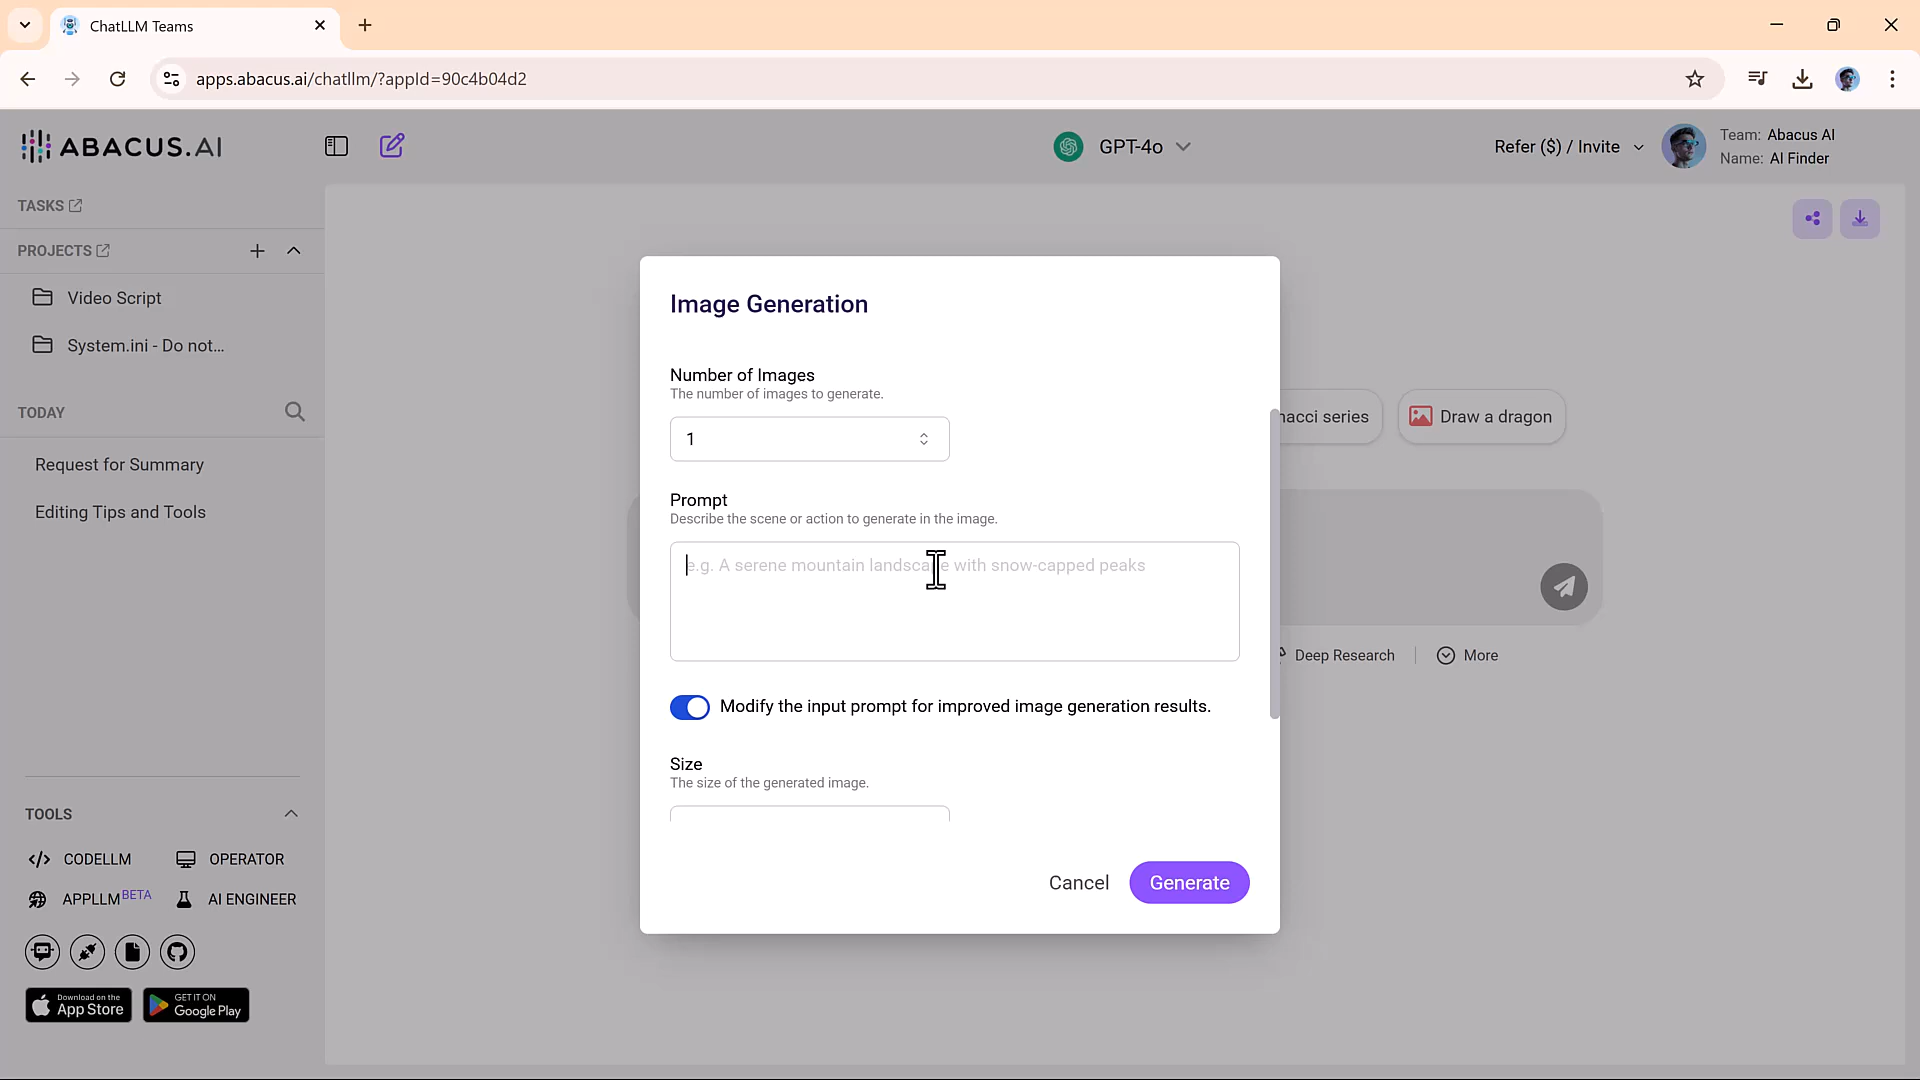 ChatLLM Teams
apps.abacus.ai/chatllm/?appId=90c4b04d2
ABACUS.AI
GPT-4o
Refer ($) / Invite
Team: Abacus AI
Name: AI Finder
TASKS
PROJECTS
Video Script
System.ini - Do not...
TODAY
Request for Summary
Editing Tips and Tools
TOOLS
CODELLM
OPERATOR
APPLLM BETA
AI ENGINEER
Download on the
App Store
GET IT ON
Google Play
Image Generation
Number of Images
The number of images to generate.
1
Prompt
Describe the scene or action to generate in the image.
e.g. A serene mountain landscape with snow-capped peaks
Modify the input prompt for improved image generation results.
Size
The size of the generated image.
Cancel
Generate
series
Draw a dragon
Deep Research
More